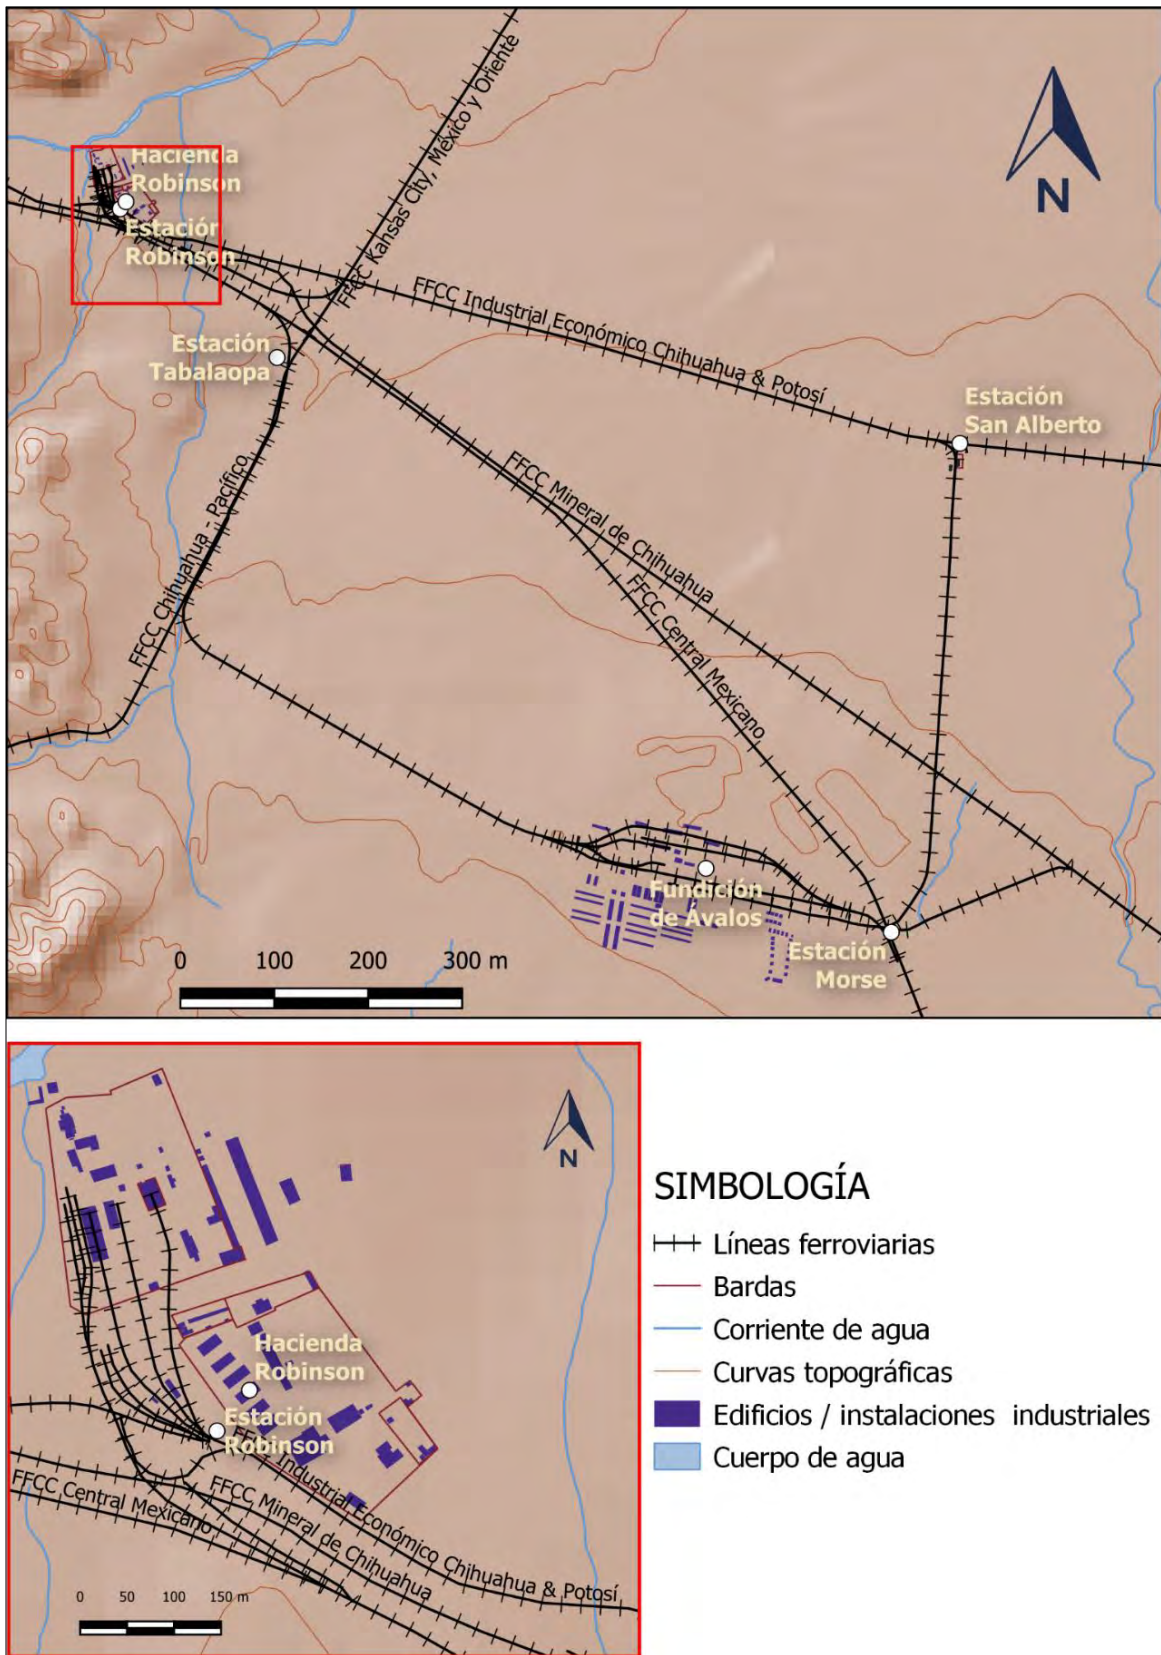 Hacienda
Robinson
Estación
Robinson
FFCC Kansas City, México y Oriente
N
FFCC Industrial Económico Chihuahua & Potosí
Estación
Tabalaopa
Estación
San Alberto
FFCC Mineral de Chihuahua
FFCC Chihuahua - Pacífico
FFCC Central Mexicano
Fundición
de Avalos
Estación
Morse
0 100 200 300 m
N
Hacienda
Robinson
Estación
Robinson
FFCC Industrial Económico Chihuahua & Potosí
FFCC Mineral de Chihuahua
FFCC Central Mexicano
0 50 100 150 m
SIMBOLOGÍA
Líneas ferroviarias
Bardas
Corriente de agua
Curvas topográficas
Edificios / instalaciones industriales
Cuerpo de agua